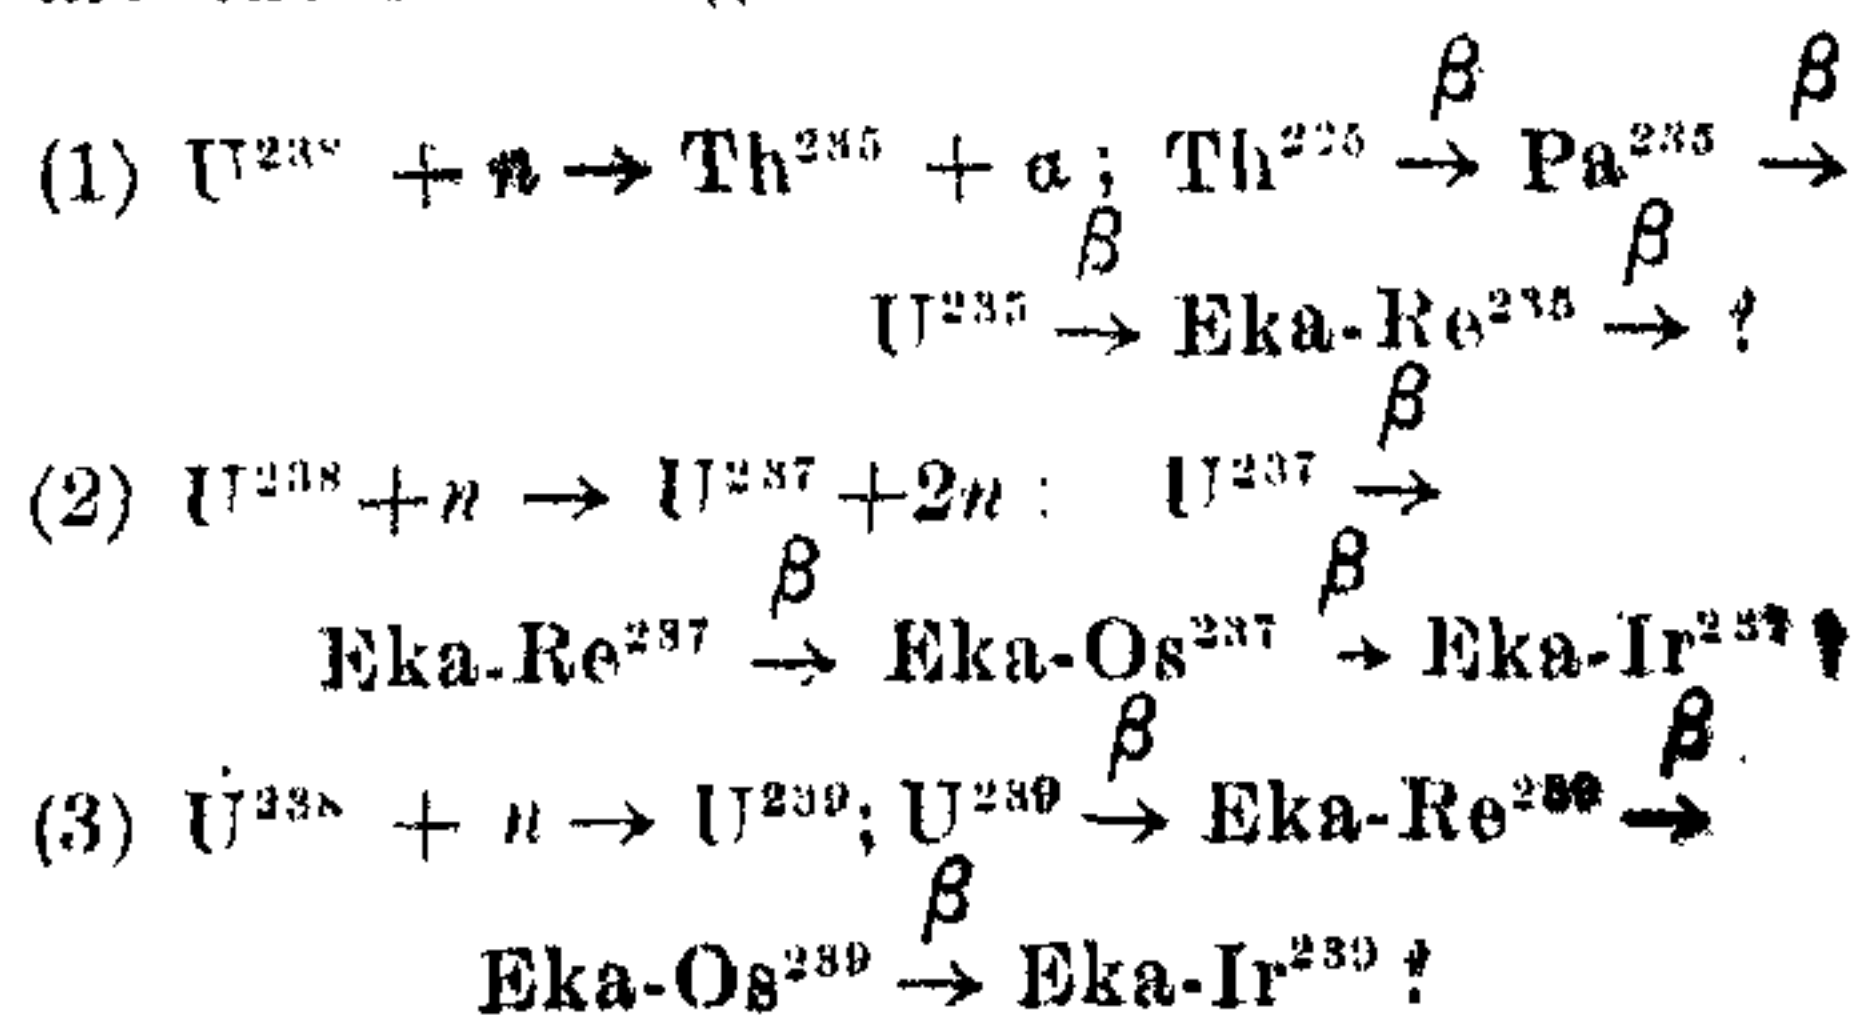 (1) U²³⁸ + n → Th²³⁵ + α ; Th²³⁵ β→ Pa²³⁵ β→
U²³⁵ β→ Eka-Re²³⁵ β→ ?
(2) U²³⁸ + n → U²³⁷ + 2n : U²³⁷ β→
Eka-Re²³⁷ β→ Eka-Os²³⁷ β→ Eka-Ir²³⁷ ?
(3) U²³⁸ + n → U²³⁹; U²³⁹ β→ Eka-Re²³⁹ β→
Eka-Os²³⁹ β→ Eka-Ir²³⁹ ?